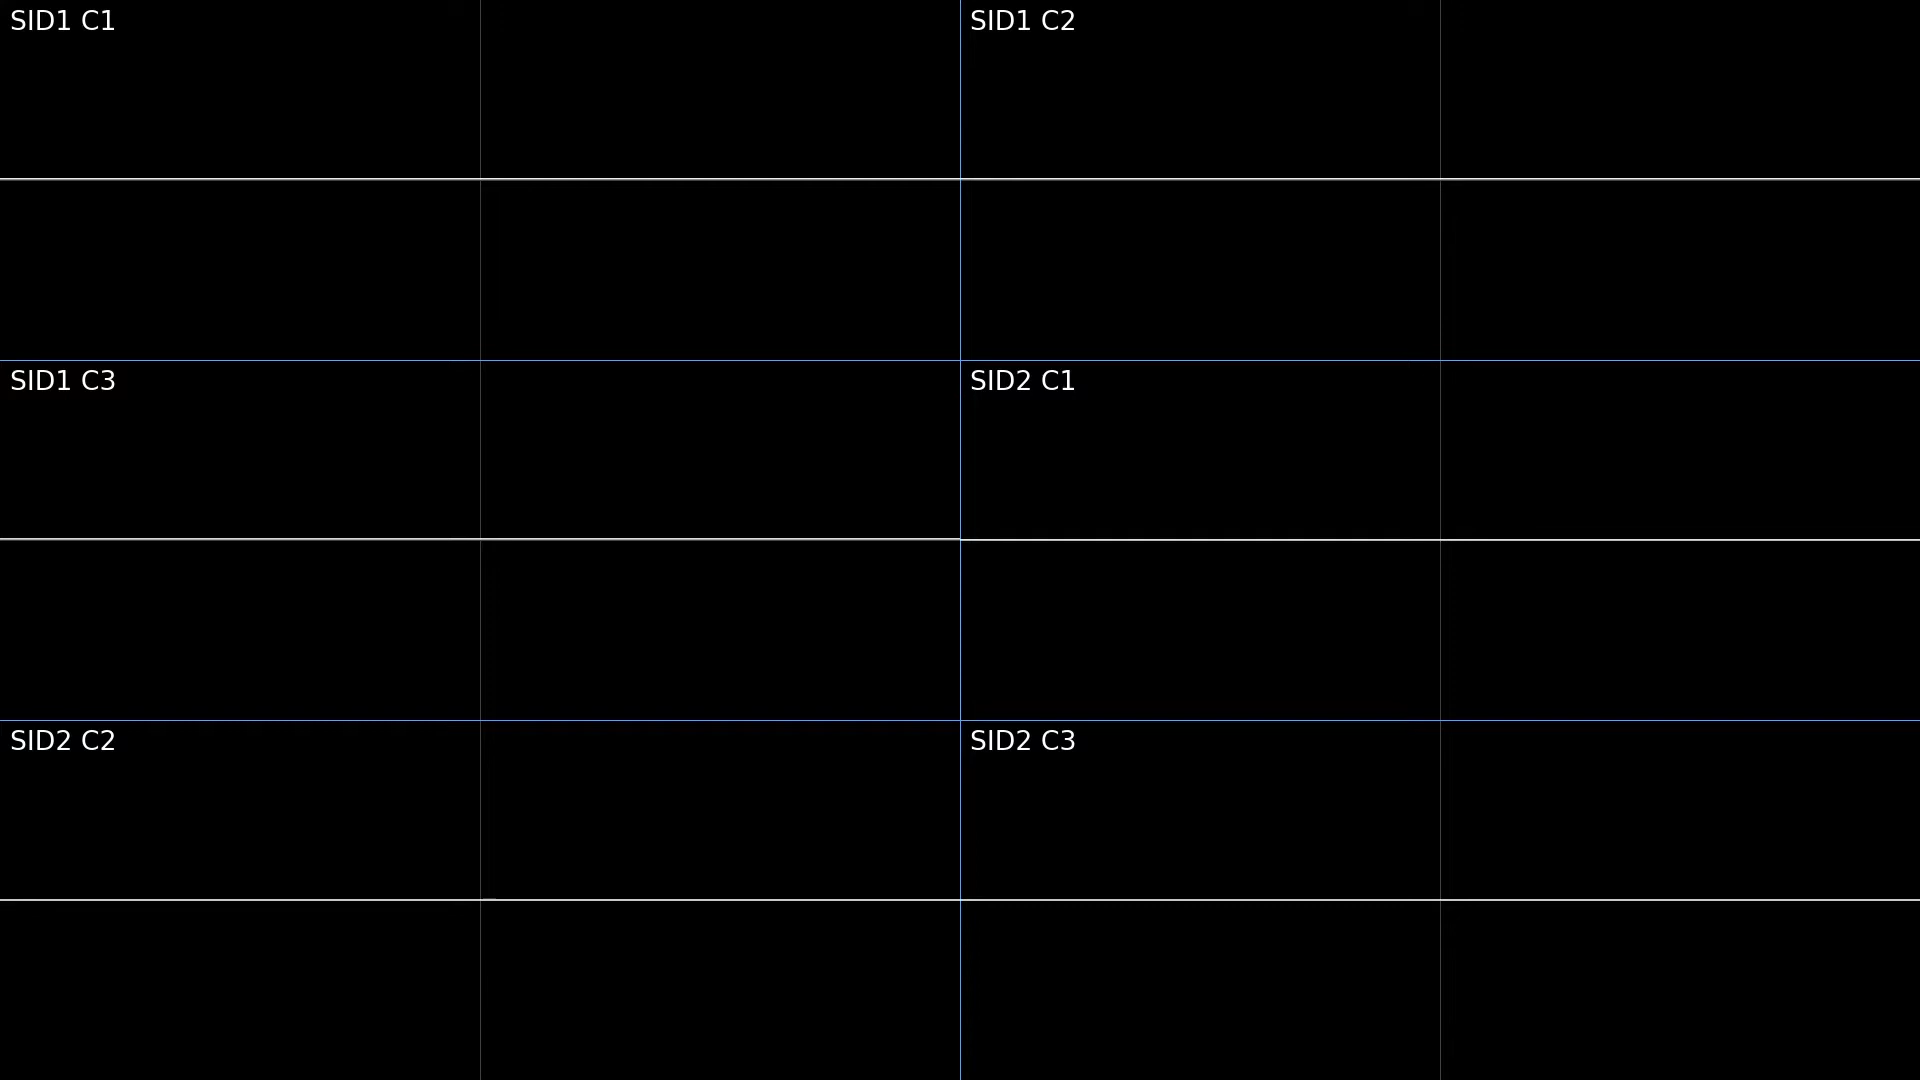 SID1 C1
SID1 C2
SID1 C3
SID2 C1
SID2 C2
SID2 C3